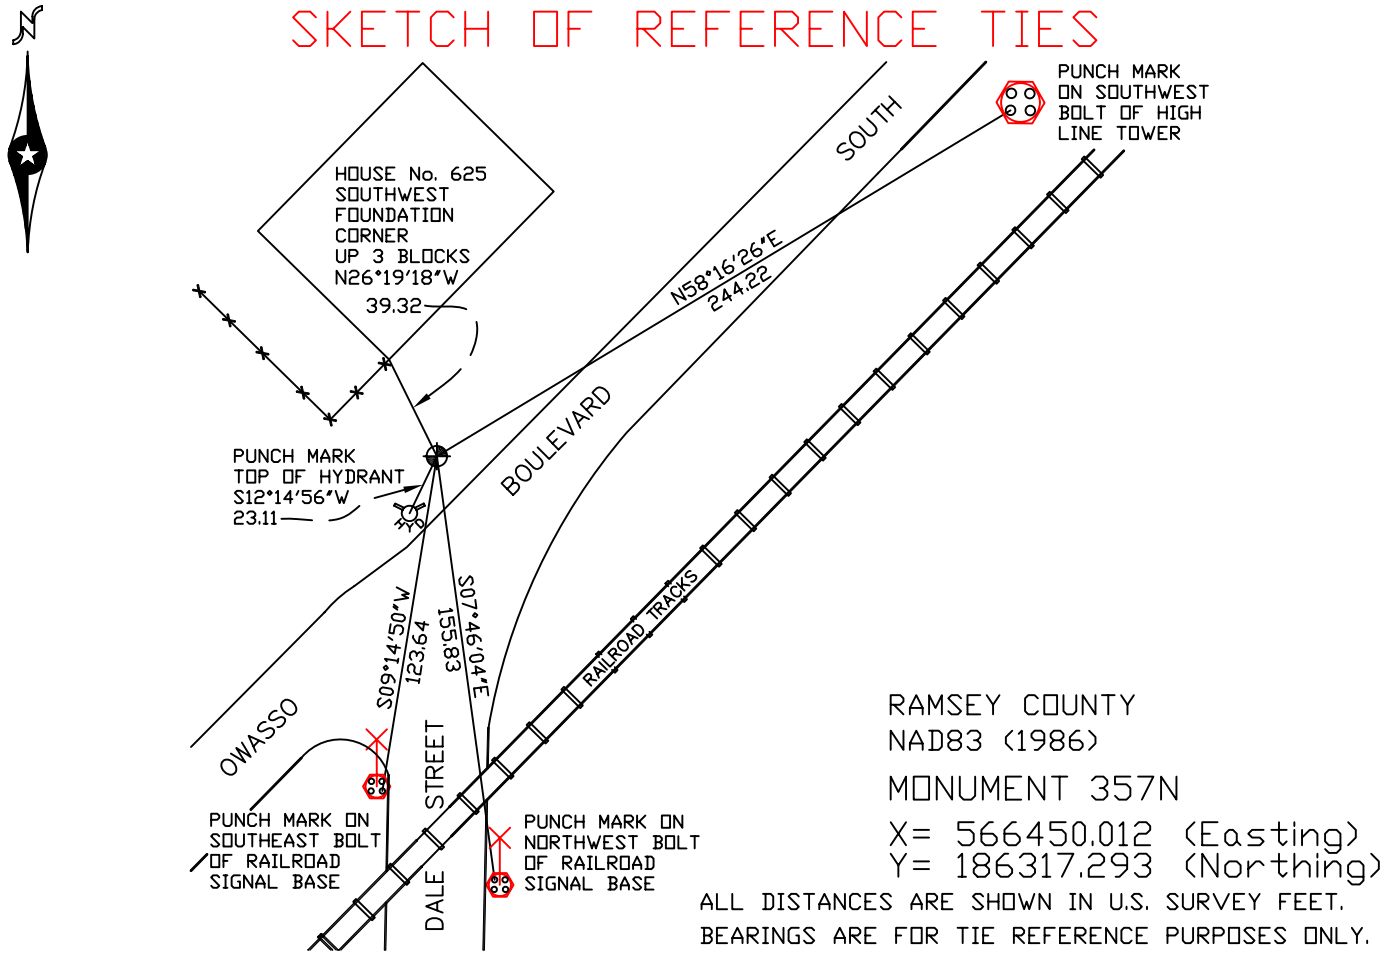 N
SKETCH OF REFERENCE TIES
PUNCH MARK
ON SOUTHWEST
BOLT OF HIGH
LINE TOWER
SOUTH
HOUSE No. 625
SOUTHWEST
FOUNDATION
CORNER
UP 3 BLOCKS
N26°19'18"W
39.32
N58°16'26"E
244.22
BOULEVARD
PUNCH MARK
TOP OF HYDRANT
S12°14'56"W
23.11
HYD
S09°14'50"W
123.64
S07°46'04"E
155.83
RAILROAD TRACKS
OWASSO
DALE STREET
PUNCH MARK ON
SOUTHEAST BOLT
OF RAILROAD
SIGNAL BASE
PUNCH MARK ON
NORTHWEST BOLT
OF RAILROAD
SIGNAL BASE
RAMSEY COUNTY
NAD83 (1986)
MONUMENT 357N
X= 566450.012 (Easting)
Y= 186317.293 (Northing)
ALL DISTANCES ARE SHOWN IN U.S. SURVEY FEET.
BEARINGS ARE FOR TIE REFERENCE PURPOSES ONLY.